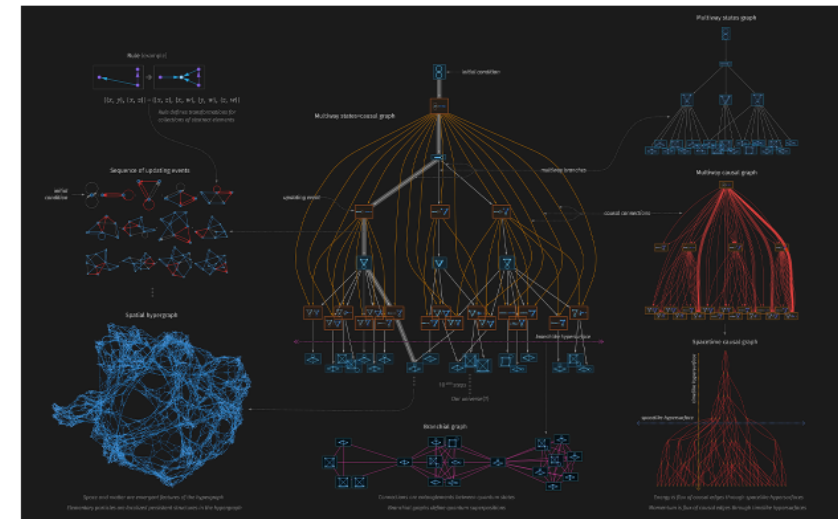 Multiway states graph
Rule (example)
initial condition
{{x, y}, {x, z}} → {{x, z}, {x, w}, {y, w}, {z, w}}
Rule defines transformations for
collections of abstract elements
Multiway states+causal graph
Sequence of updating events
multiway branches
Multiway causal graph
initial
condition
updating event
causal connections
Spatial hypergraph
branchlike hypersurface
Spacetime causal graph
steps
Our universe(?)
timelike hypersurface
spacelike hypersurface
Branchial graph
Space and matter are emergent features of the hypergraph
Elementary particles are localized persistent structures in the hypergraph
Connections are entanglements between quantum states
Branchial graphs define quantum superpositions
Energy is flux of causal edges through spacelike hypersurfaces
Momentum is flux of causal edges through timelike hypersurfaces